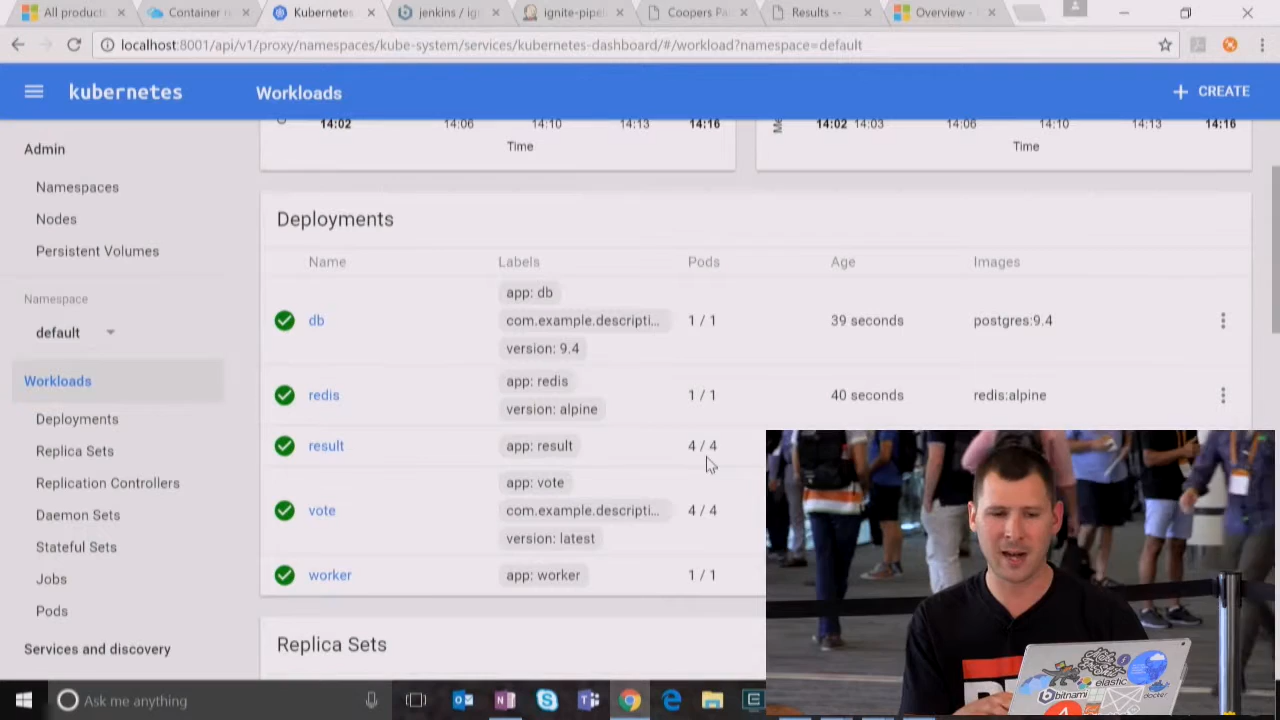 All product
Container r
Kubernetes
jenkins / ig
ignite-pipel
Coopers Pa
Results --
Overview -
localhost:8001/api/v1/proxy/namespaces/kube-system/services/kubernetes-dashboard/#/workload?namespace=default
kubernetes
Workloads
+ CREATE
14:02 14:06 14:10 14:13 14:16
Time
14:02 14:03 14:06 14:10 14:13 14:16
Time
Admin
Namespaces
Nodes
Persistent Volumes
Namespace
default
Workloads
Deployments
Replica Sets
Replication Controllers
Daemon Sets
Stateful Sets
Jobs
Pods
Services and discovery
Deployments
Name Labels Pods Age Images
app: db
db com.example.descripti... 1 / 1 39 seconds postgres:9.4
version: 9.4
app: redis
redis 1 / 1 40 seconds redis:alpine
version: alpine
result app: result 4 / 4
app: vote
vote com.example.descripti... 4 / 4
version: latest
worker app: worker 1 / 1
Replica Sets
Ask me anything
elastic
bitnami
docker